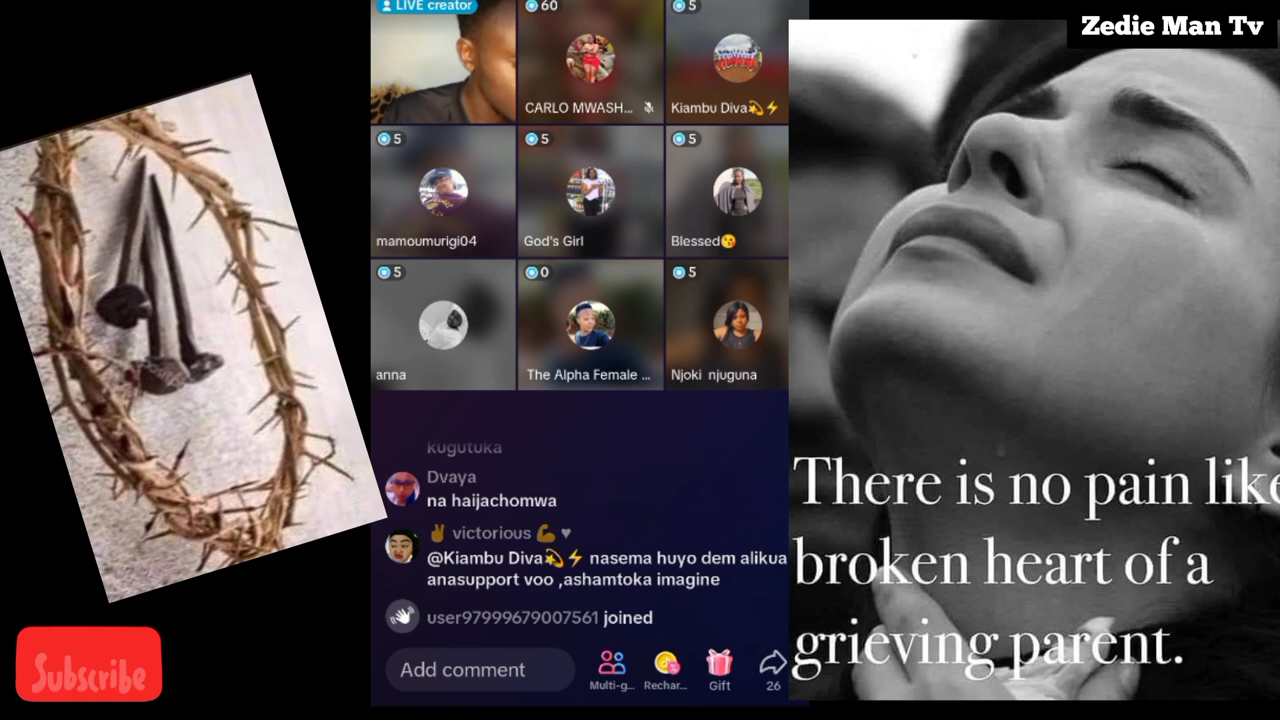 Zedie Man Tv
LIVE creator
60
5
CARLO MWASH...
Kiambu Diva💫⚡
5
5
5
mamoumurigi04
God's Girl
Blessed😘
5
0
5
anna
The Alpha Female ...
Njoki njuguna
kugutuka
Dvaya
na haijachomwa
✌🏾 victorious 💪🏾 ♥
@Kiambu Diva💫⚡ nasema huyo dem alikua
anasupport voo ,ashamtoka imagine
user97999679007561 joined
Add comment
Multi-g...
Rechar...
Gift
26
There is no pain like
broken heart of a
grieving parent.
Subscribe